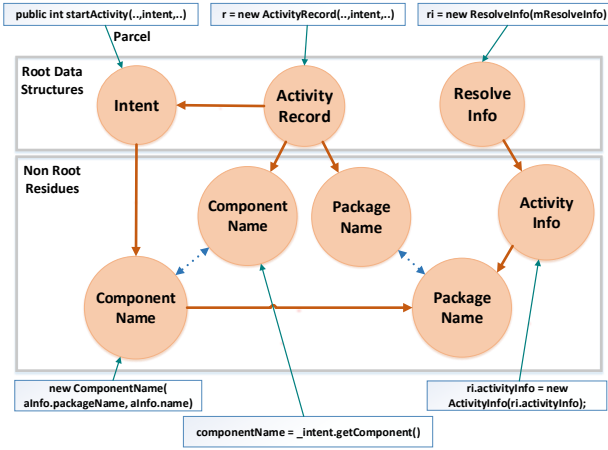 public int startActivity(..,intent,..)
r = new ActivityRecord(..,intent,..)
ri = new ResolveInfo(mResolveInfo)
Parcel
Root Data
Structures
Intent
Activity
Record
Resolve
Info
Non Root
Residues
Component
Name
Package
Name
Activity
Info
Component
Name
Package
Name
new ComponentName(
aInfo.packageName, aInfo.name)
ri.activityInfo = new
ActivityInfo(ri.activityInfo);
componentName = _intent.getComponent()